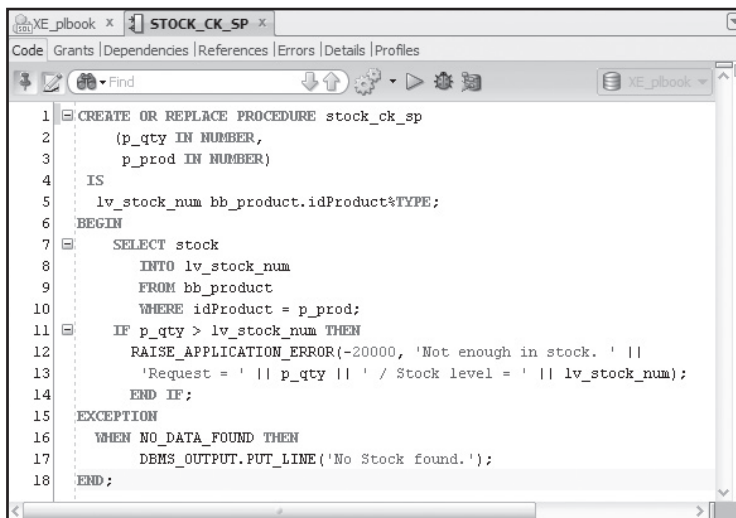 XE_plbook x STOCK_CK_SP x
Code Grants |Dependencies |References |Errors |Details |Profiles
Find XE_plbook
1 CREATE OR REPLACE PROCEDURE stock_ck_sp
2 (p_qty IN NUMBER,
3 p_prod IN NUMBER)
4 IS
5 lv_stock_num bb_product.idProduct%TYPE;
6 BEGIN
7 SELECT stock
8 INTO lv_stock_num
9 FROM bb_product
10 WHERE idProduct = p_prod;
11 IF p_qty > lv_stock_num THEN
12 RAISE_APPLICATION_ERROR(-20000, 'Not enough in stock. ' ||
13 'Request = ' || p_qty || ' / Stock level = ' || lv_stock_num);
14 END IF;
15 EXCEPTION
16 WHEN NO_DATA_FOUND THEN
17 DBMS_OUTPUT.PUT_LINE('No Stock found.');
18 END;